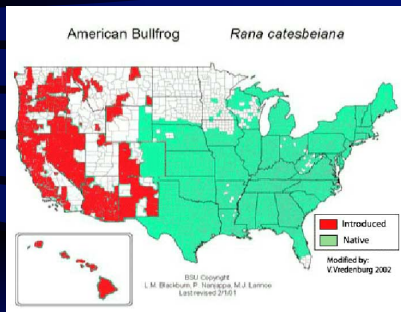 American Bullfrog Rana catesbeiana
Introduced
Native
Modified by:
V.Vredenburg 2002
BSU Copyright
L.M. Blackburn, P. Nanjappa, M.J. Lannoo
Last revised 2/1/01